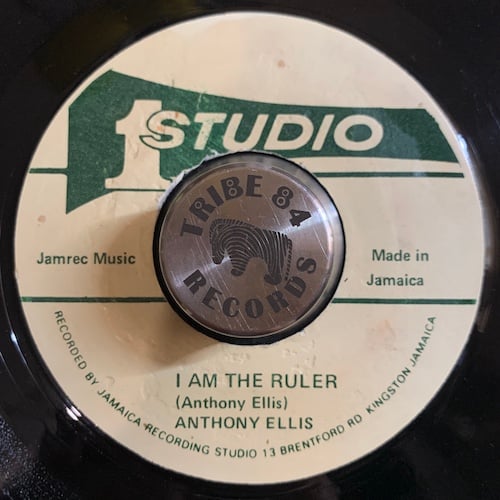 1 STUDIO
TRIBE 84
RECORDS
Jamrec Music
Made in
Jamaica
I AM THE RULER
(Anthony Ellis)
ANTHONY ELLIS
RECORDED BY JAMAICA RECORDING STUDIO 13 BRENTFORD RD KINGSTON JAMAICA